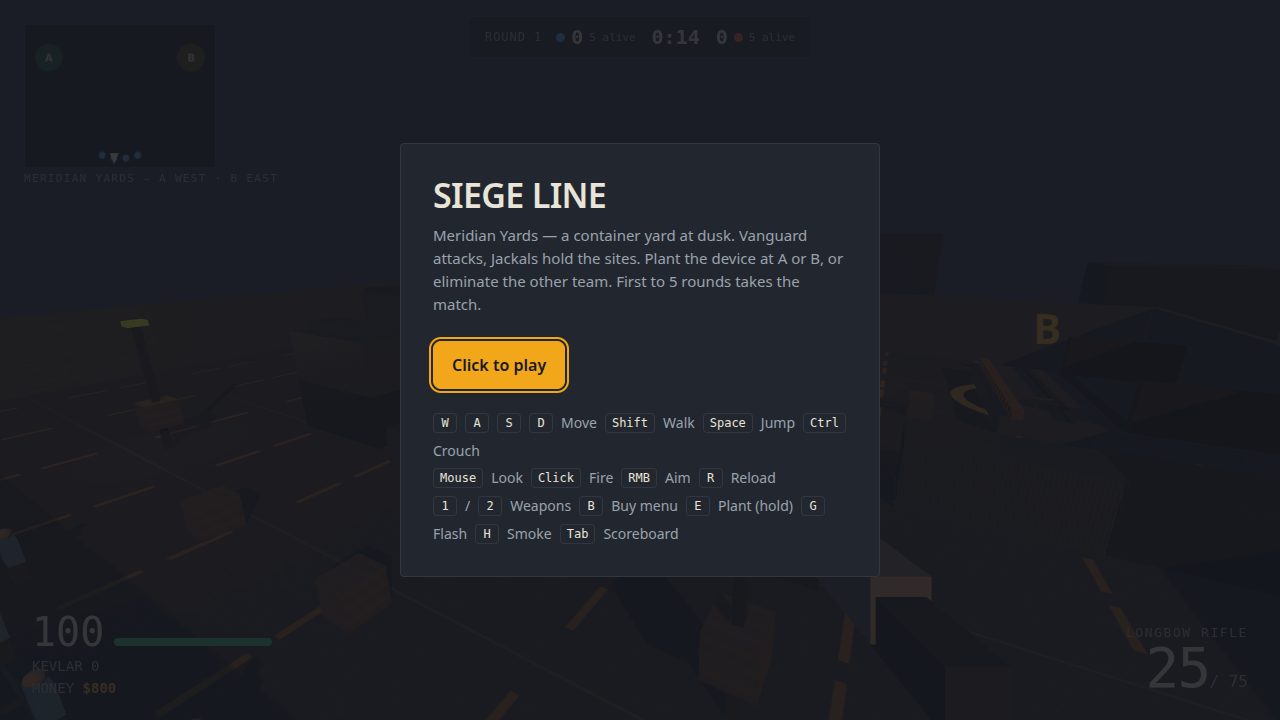 A
B
ROUND 1 0 5 alive 0:14 0 5 alive
MERIDIAN YARDS — A WEST · B EAST
SIEGE LINE
Meridian Yards — a container yard at dusk. Vanguard
attacks, Jackals hold the sites. Plant the device at A or B, or
eliminate the other team. First to 5 rounds takes the
match.
Click to play
W A S D Move Shift Walk Space Jump Ctrl
Crouch
Mouse Look Click Fire RMB Aim R Reload
1 / 2 Weapons B Buy menu E Plant (hold) G
Flash H Smoke Tab Scoreboard
B
100
KEVLAR 0
MONEY $800
LONGBOW RIFLE
25 / 75